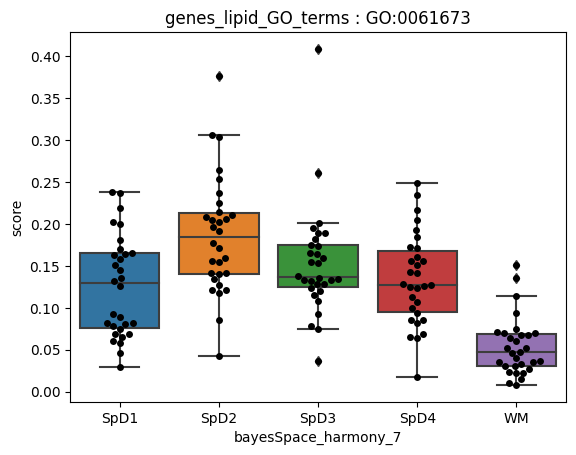 genes_lipid_GO_terms : GO:0061673
0.40
0.35
0.30
0.25
0.20
0.15
0.10
0.05
0.00
score
SpD1 SpD2 SpD3 SpD4 WM
bayesSpace_harmony_7